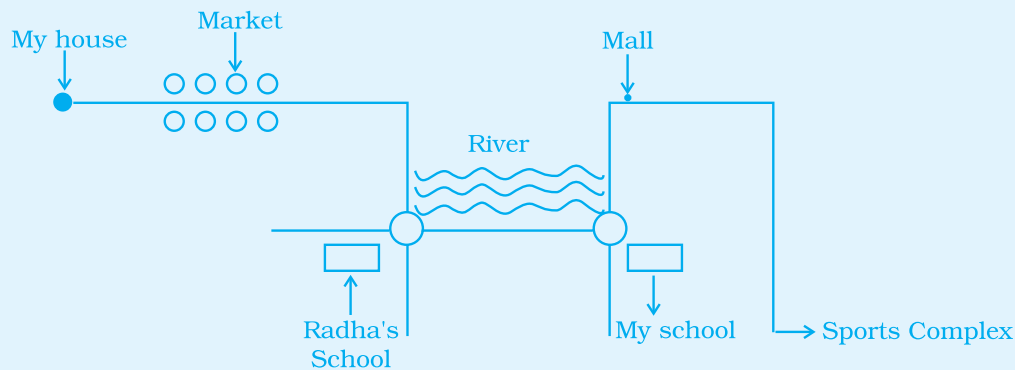 Market
My house
Mall
River
Radha's
School
My school
Sports Complex